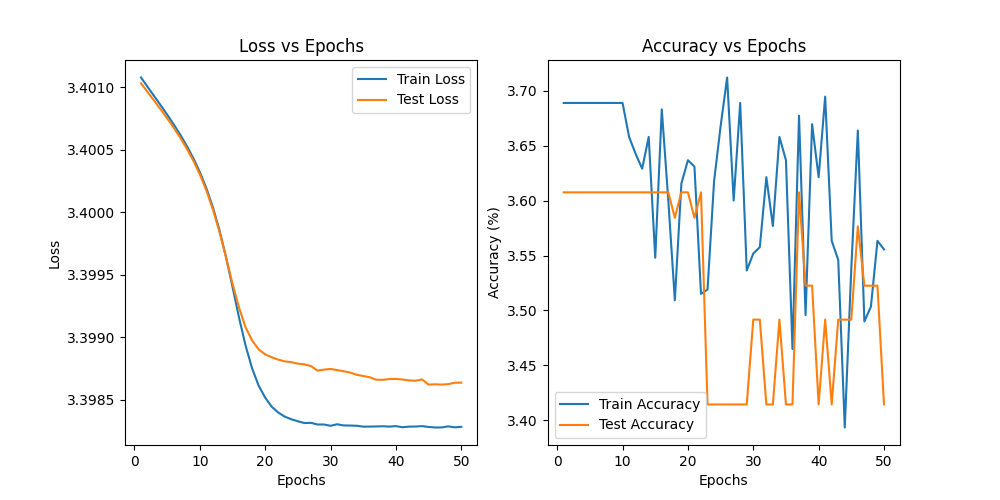 Loss vs Epochs
Train Loss
Test Loss
3.4010
3.4005
3.4000
3.3995
3.3990
3.3985
Loss
0 10 20 30 40 50
Epochs
Accuracy vs Epochs
3.70
3.65
3.60
3.55
3.50
3.45
3.40
Accuracy (%)
Train Accuracy
Test Accuracy
0 10 20 30 40 50
Epochs